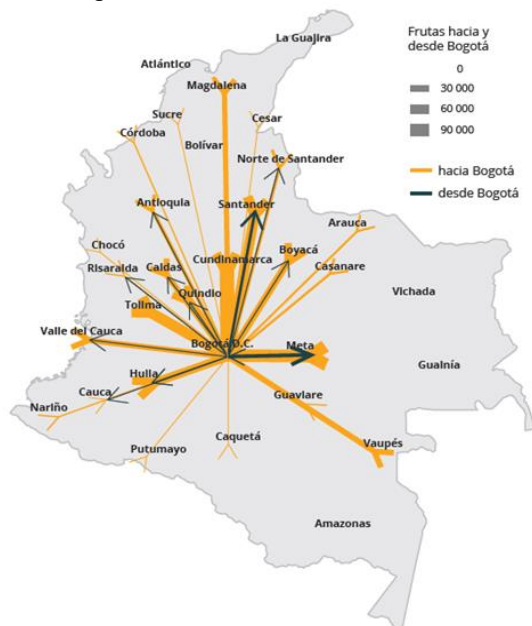 La Guajira
Atlántico
Magdalena
Sucre
Cesar
Córdoba
Bolívar
Norte de Santander
Antioquia
Santander
Arauca
Chocó
Boyacá
Caldas
Cundinamarca
Risaralda
Casanare
Quindio
Vichada
Tolima
Valle del Cauca
Bogotá D.C.
Meta
Huila
Guainía
Cauca
Guaviare
Nariño
Caquetá
Vaupés
Putumayo
Amazonas
Frutas hacia y
desde Bogotá
0
30 000
60 000
90 000
hacia Bogotá
desde Bogotá